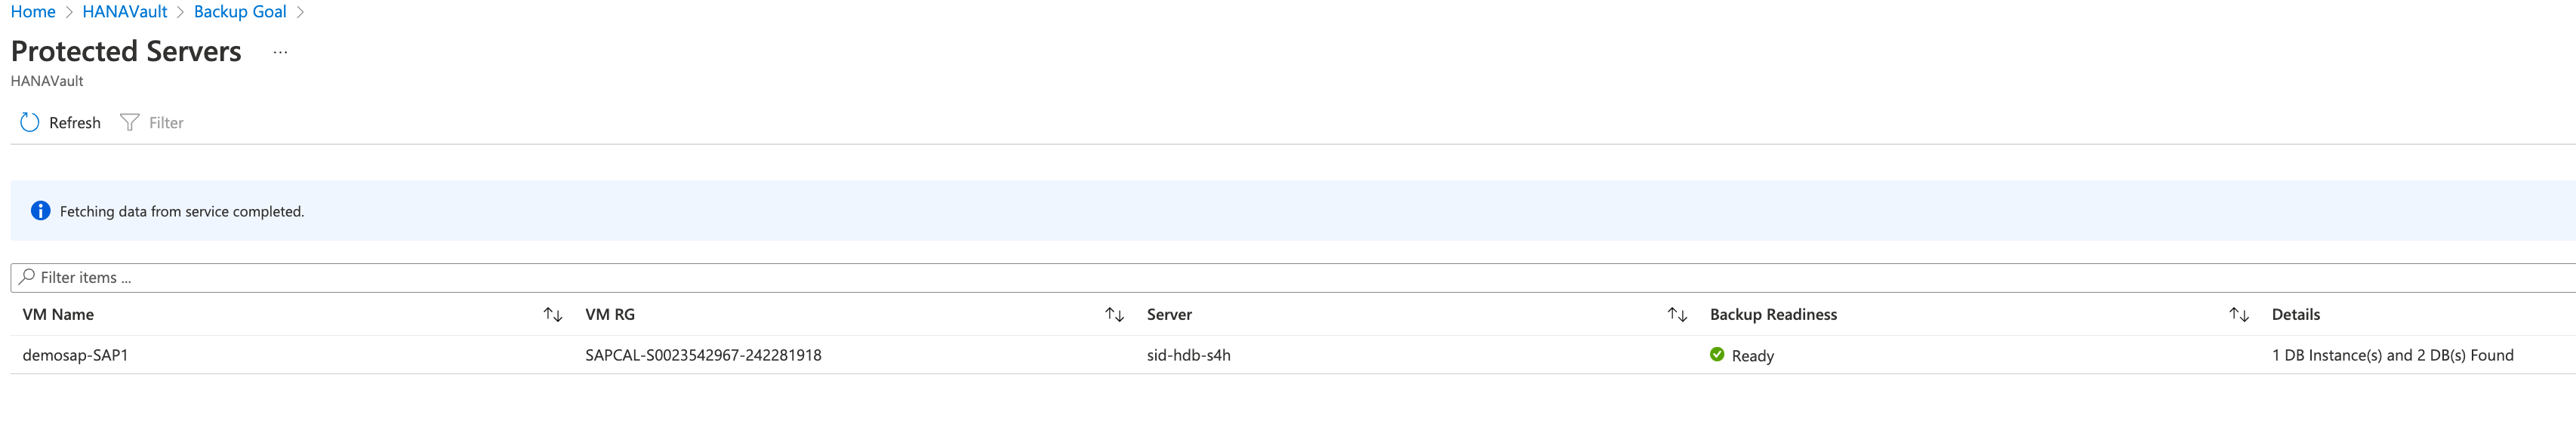 Home > HANAVault > Backup Goal >
Protected Servers ...
HANAVault
Refresh Filter
Fetching data from service completed.
Filter items ...
VM Name ↑↓ VM RG ↑↓ Server ↑↓ Backup Readiness ↑↓ Details
demosap-SAP1 SAPCAL-S0023542967-242281918 sid-hdb-s4h Ready 1 DB Instance(s) and 2 DB(s) Found